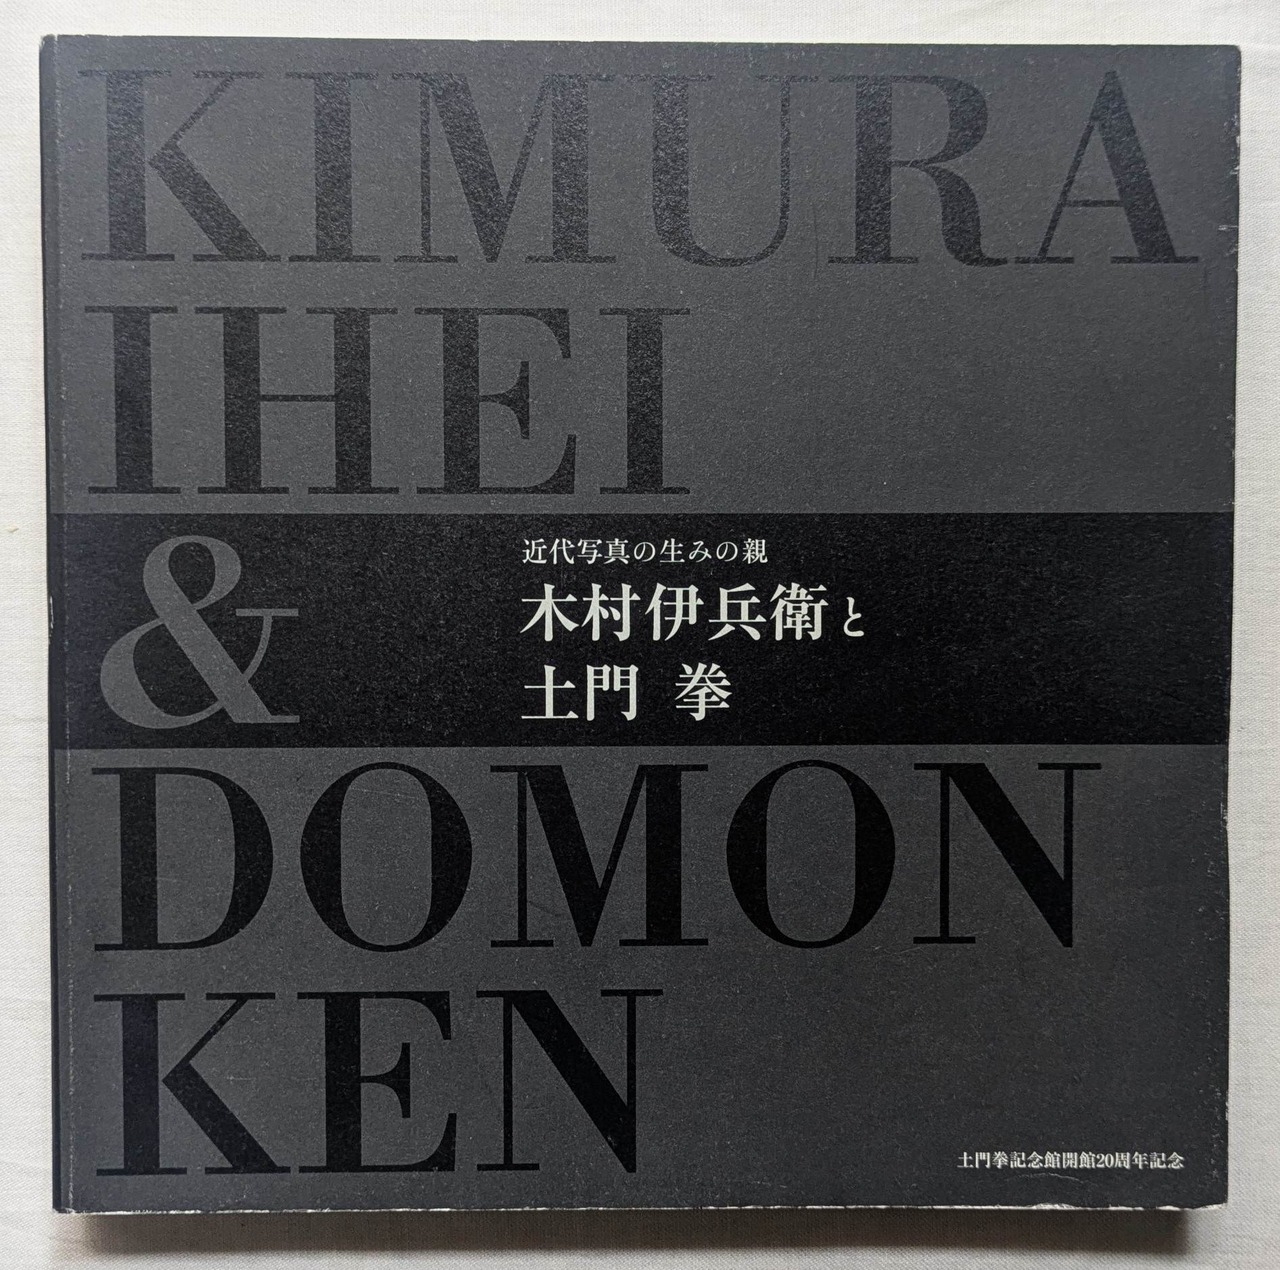 KIMURA
IHEI
&
近代写真の生みの親
木村伊兵衛と
土門 拳
DOMON
KEN
土門拳記念館開館20周年記念